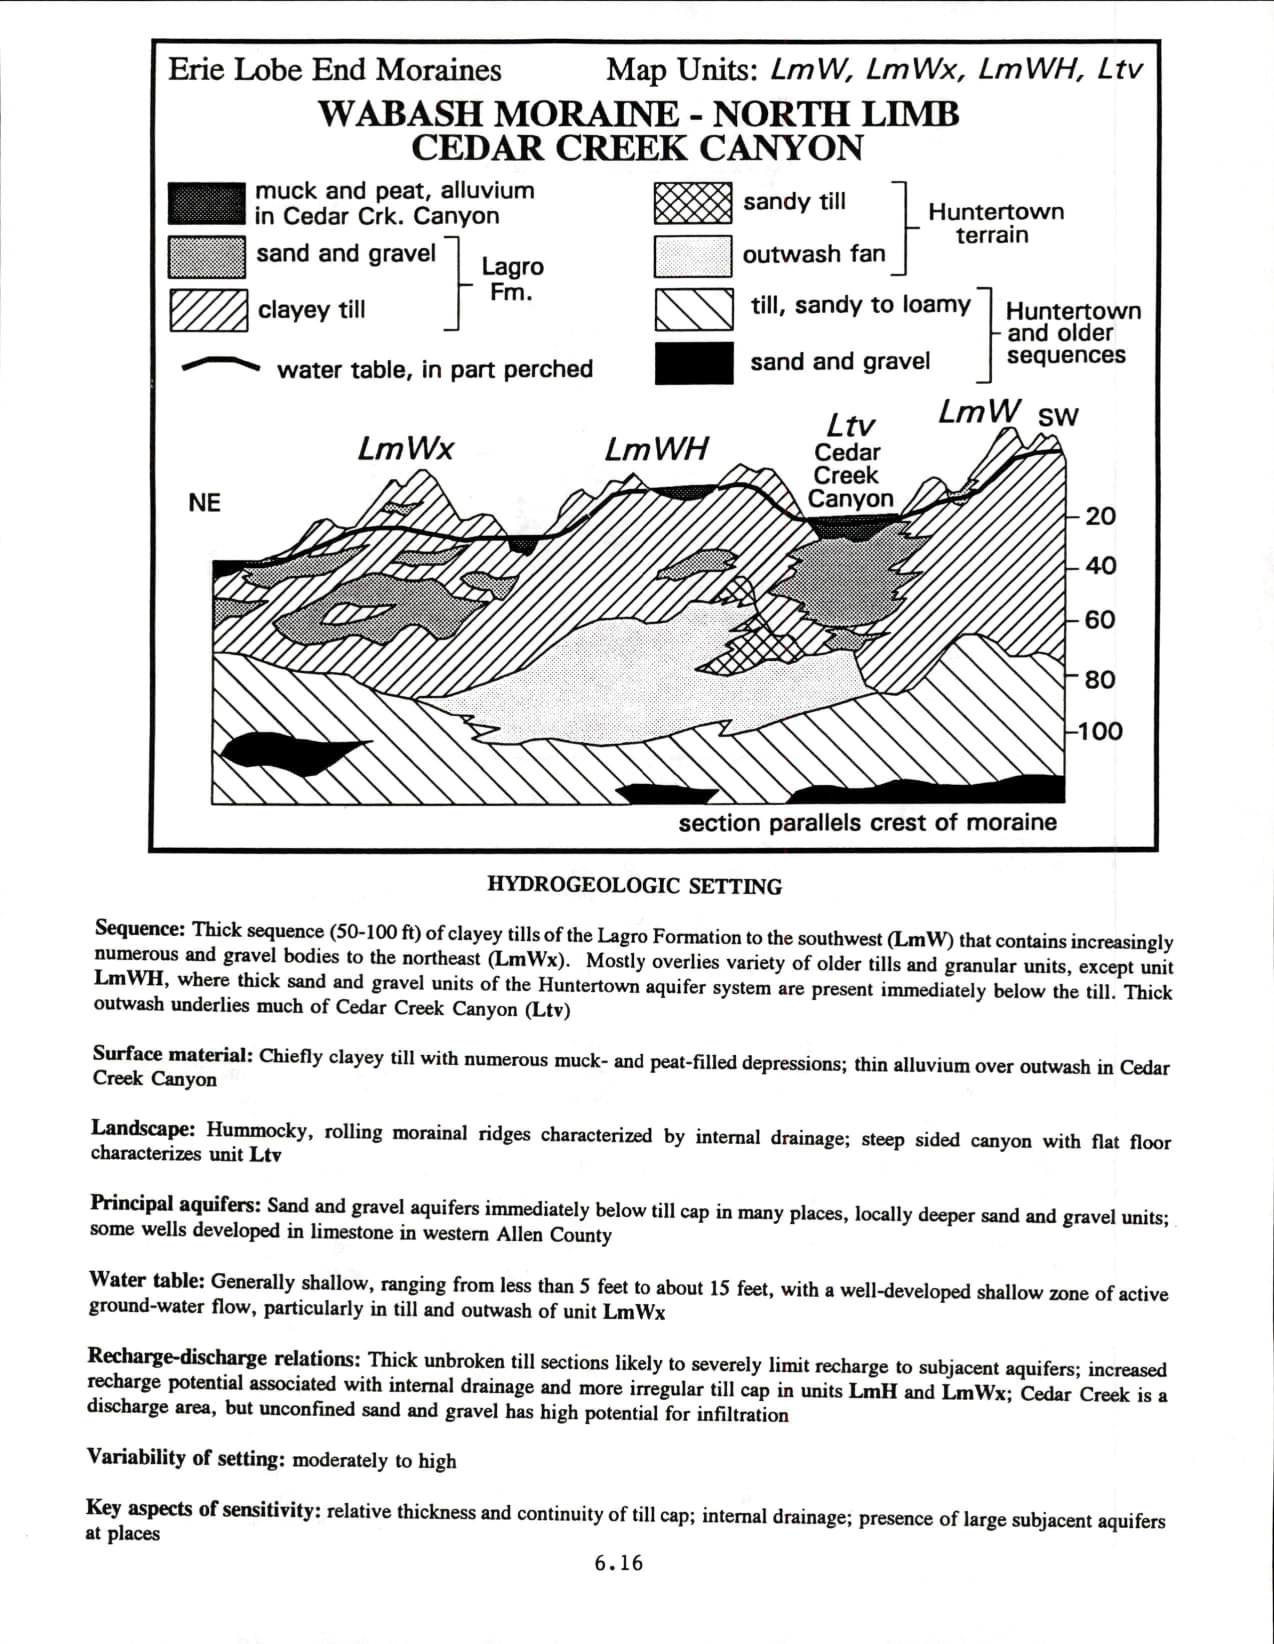 Erie Lobe End Moraines Map Units: LmW, LmWx, LmWH, Ltv
WABASH MORAINE - NORTH LIMB
CEDAR CREEK CANYON
muck and peat, alluvium
in Cedar Crk. Canyon
sand and gravel
clayey till
Lagro
Fm.
water table, in part perched
sandy till
outwash fan
Huntertown
terrain
till, sandy to loamy
sand and gravel
Huntertown
and older
sequences
LmWx
LmWH
Ltv
Cedar
Creek
Canyon
LmW SW
NE
20
40
60
80
100
section parallels crest of moraine
HYDROGEOLOGIC SETTING
Sequence: Thick sequence (50-100 ft) of clayey tills of the Lagro Formation to the southwest (LmW) that contains increasingly
numerous and gravel bodies to the northeast (LmWx). Mostly overlies variety of older tills and granular units, except unit
LmWH, where thick sand and gravel units of the Huntertown aquifer system are present immediately below the till. Thick
outwash underlies much of Cedar Creek Canyon (Ltv)
Surface material: Chiefly clayey till with numerous muck- and peat-filled depressions; thin alluvium over outwash in Cedar
Creek Canyon
Landscape: Hummocky, rolling morainal ridges characterized by internal drainage; steep sided canyon with flat floor
characterizes unit Ltv
Principal aquifers: Sand and gravel aquifers immediately below till cap in many places, locally deeper sand and gravel units;
some wells developed in limestone in western Allen County
Water table: Generally shallow, ranging from less than 5 feet to about 15 feet, with a well-developed shallow zone of active
ground-water flow, particularly in till and outwash of unit LmWx
Recharge-discharge relations: Thick unbroken till sections likely to severely limit recharge to subjacent aquifers; increased
recharge potential associated with internal drainage and more irregular till cap in units LmH and LmWx; Cedar Creek is a
discharge area, but unconfined sand and gravel has high potential for infiltration
Variability of setting: moderately to high
Key aspects of sensitivity: relative thickness and continuity of till cap; internal drainage; presence of large subjacent aquifers
at places
6.16